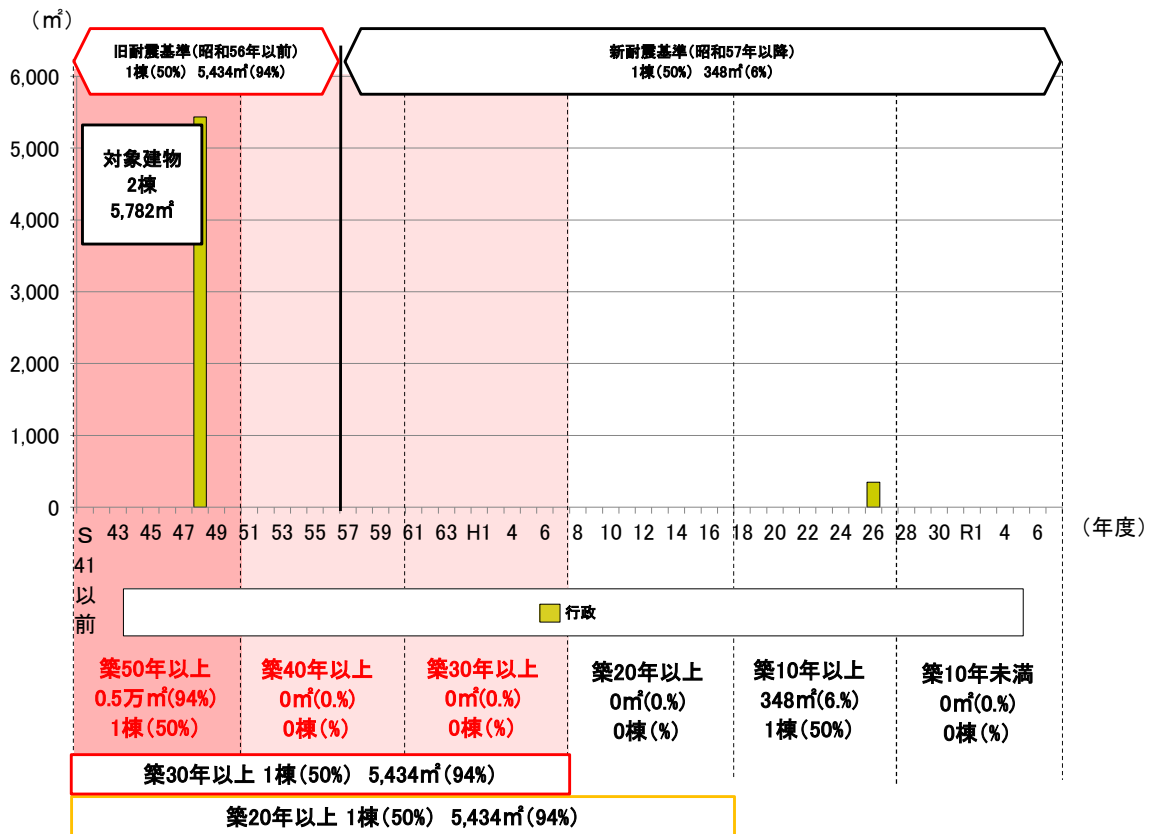 （㎡）
旧耐震基準（昭和56年以前）
1棟（50%） 5,434㎡（94%）
新耐震基準（昭和57年以降）
1棟（50%） 348㎡（6%）
6,000
5,000
4,000
3,000
2,000
1,000
0
対象建物
2棟
5,782㎡
S 43 45 47 49 51 53 55 57 59 61 63 H1 4 6 8 10 12 14 16 18 20 22 24 26 28 30 R1 4 6
41
以
前
（年度）
行政
築50年以上
0.5万㎡(94%)
1棟（50%）
築40年以上
0㎡(0.%)
0棟（%）
築30年以上
0㎡(0.%)
0棟（%）
築20年以上
0㎡(0.%)
0棟（%）
築10年以上
348㎡(6.%)
1棟（50%）
築10年未満
0㎡(0.%)
0棟（%）
築30年以上 1棟（50%） 5,434㎡（94%）
築20年以上 1棟（50%） 5,434㎡（94%）